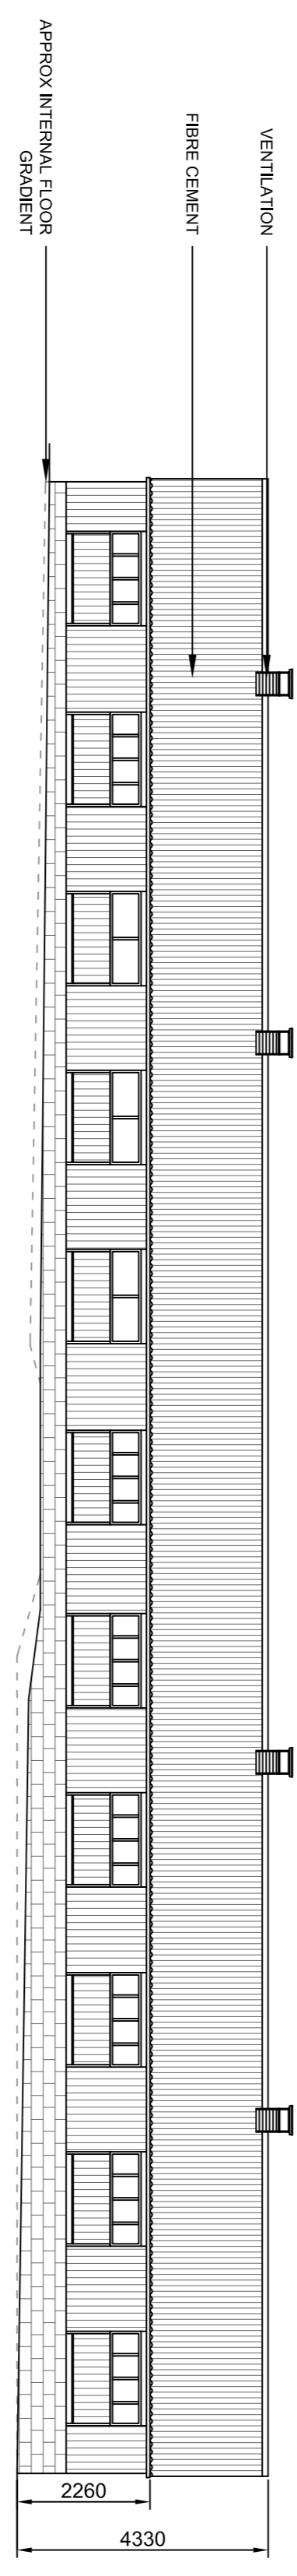 VENTILATION
FIBRE CEMENT
APPROX INTERNAL FLOOR
GRADIENT
2260
4330